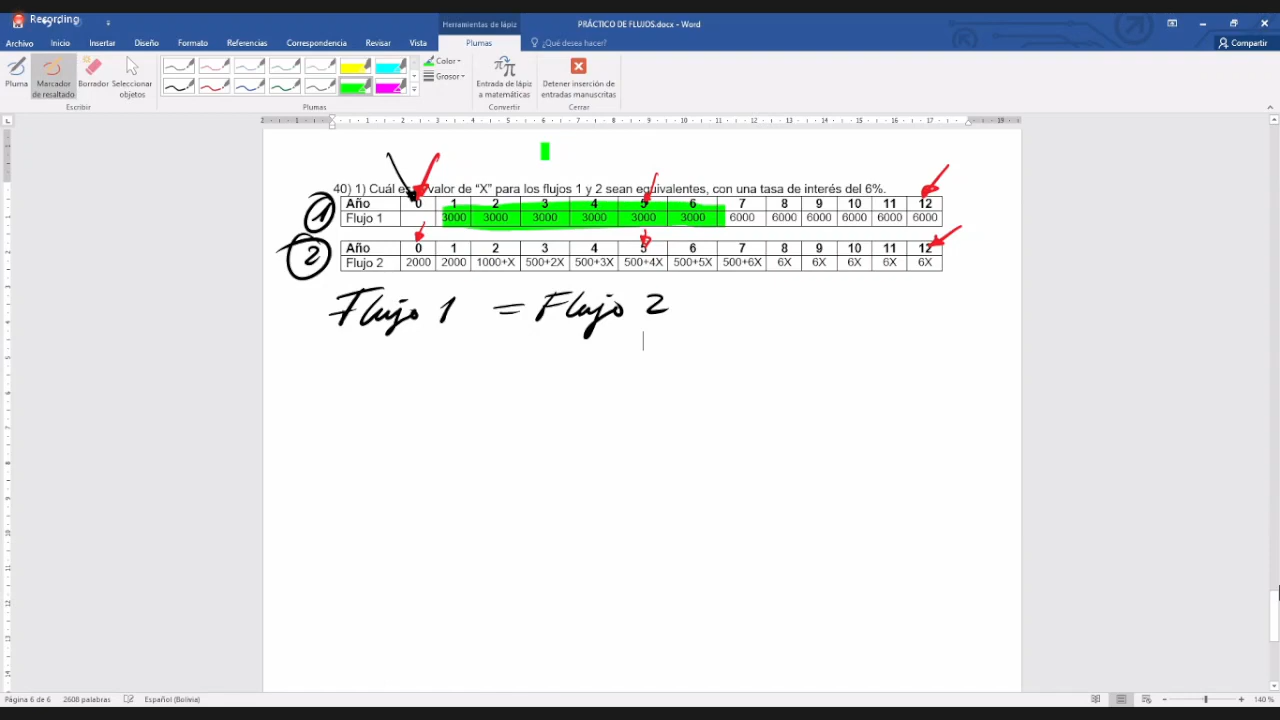 Recording
Herramientas de lápiz
PRÁCTICO DE FLUJOS.docx - Word
Archivo Inicio Insertar Diseño Formato Referencias Correspondencia Revisar Vista Plumas ¿Qué desea hacer? Compartir
Pluma Marcador de resaltado Borrador Seleccionar objetos
Color
Grosor
Entrada de lápiz a matemáticas
Detener inserción de entradas manuscritas
Escribir Plumas Convertir Cerrar
40) 1) Cuál es valor de “X” para los flujos 1 y 2 sean equivalentes, con una tasa de interés del 6%.
1
Año 0 1 2 3 4 5 6 7 8 9 10 11 12
Flujo 1 3000 3000 3000 3000 3000 3000 6000 6000 6000 6000 6000 6000
2
Año 0 1 2 3 4 5 6 7 8 9 10 11 12
Flujo 2 2000 2000 1000+X 500+2X 500+3X 500+4X 500+5X 500+6X 6X 6X 6X 6X 6X
Flujo 1 = Flujo 2
Página 6 de 6 2608 palabras Español (Bolivia) 140 %